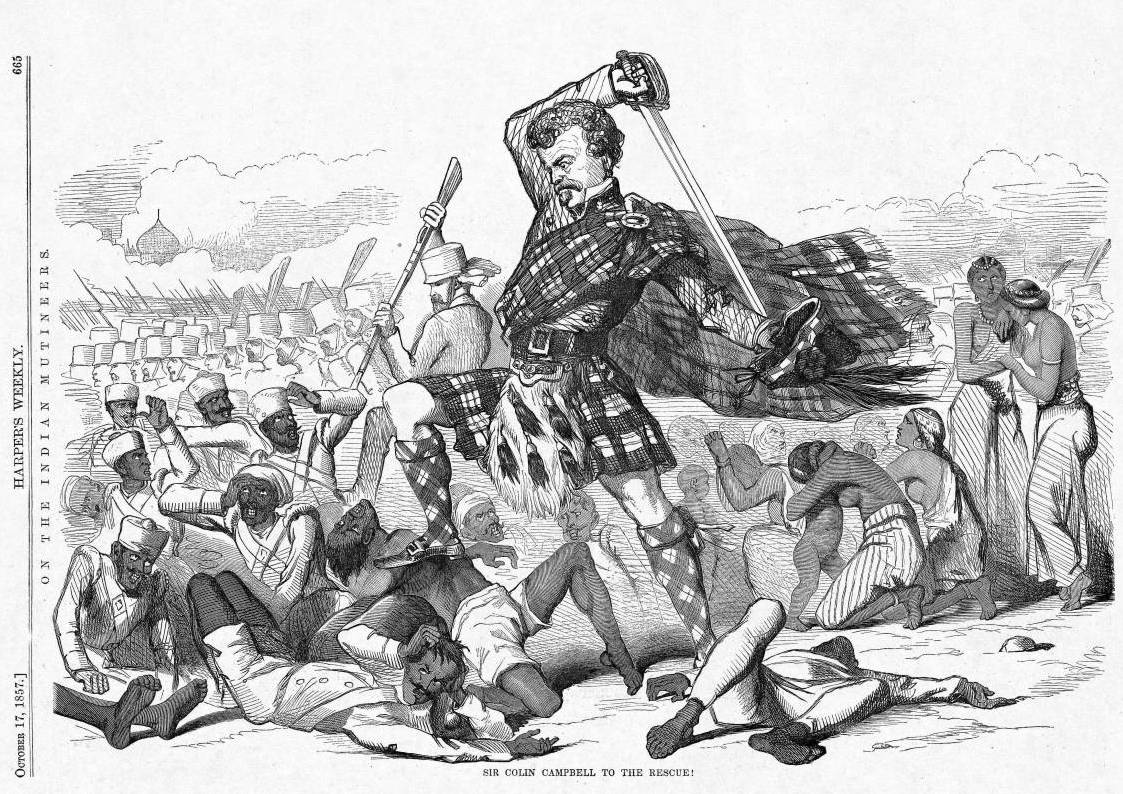 665
HARPER'S WEEKLY.
OCTOBER 17, 1857.]
ON THE INDIAN MUTINEERS.
SIR COLIN CAMPBELL TO THE RESCUE!